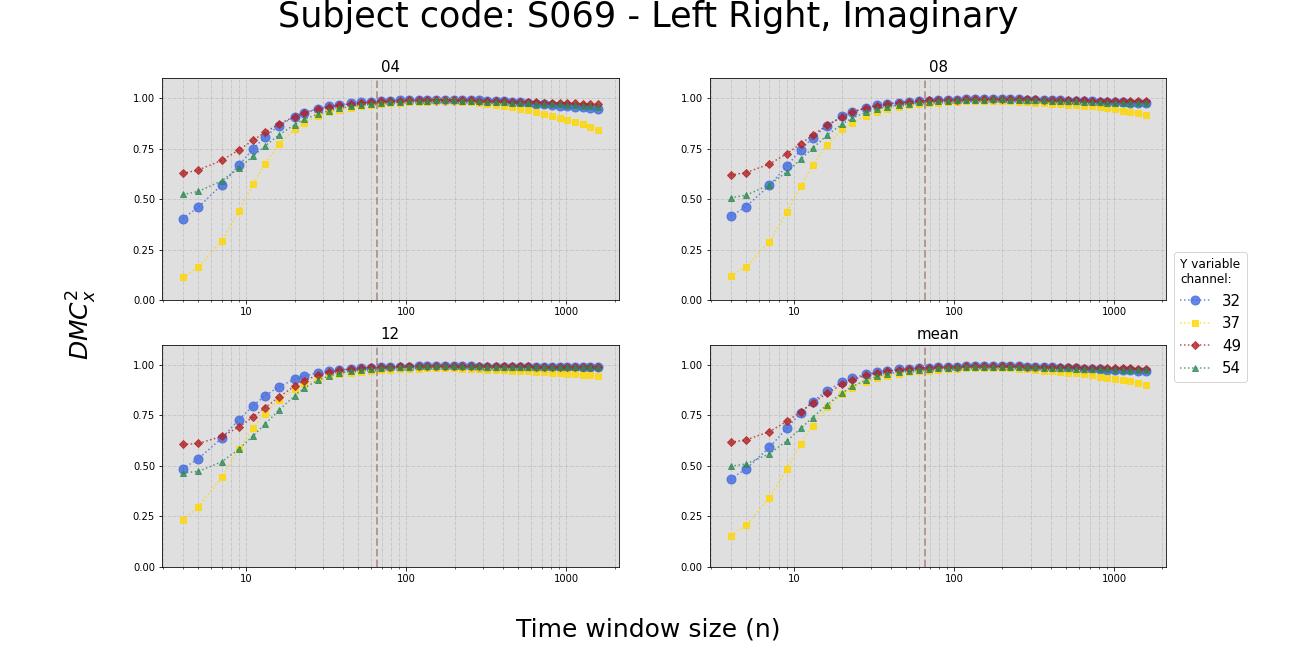 Subject code: S069 - Left Right, Imaginary
04
1.00
0.75
0.50
0.25
0.00
10 100 1000
08
1.00
0.75
0.50
0.25
0.00
10 100 1000
DMC²ₓ
12
1.00
0.75
0.50
0.25
0.00
10 100 1000
mean
1.00
0.75
0.50
0.25
0.00
10 100 1000
Y variable
channel:
32
37
49
54
Time window size (n)